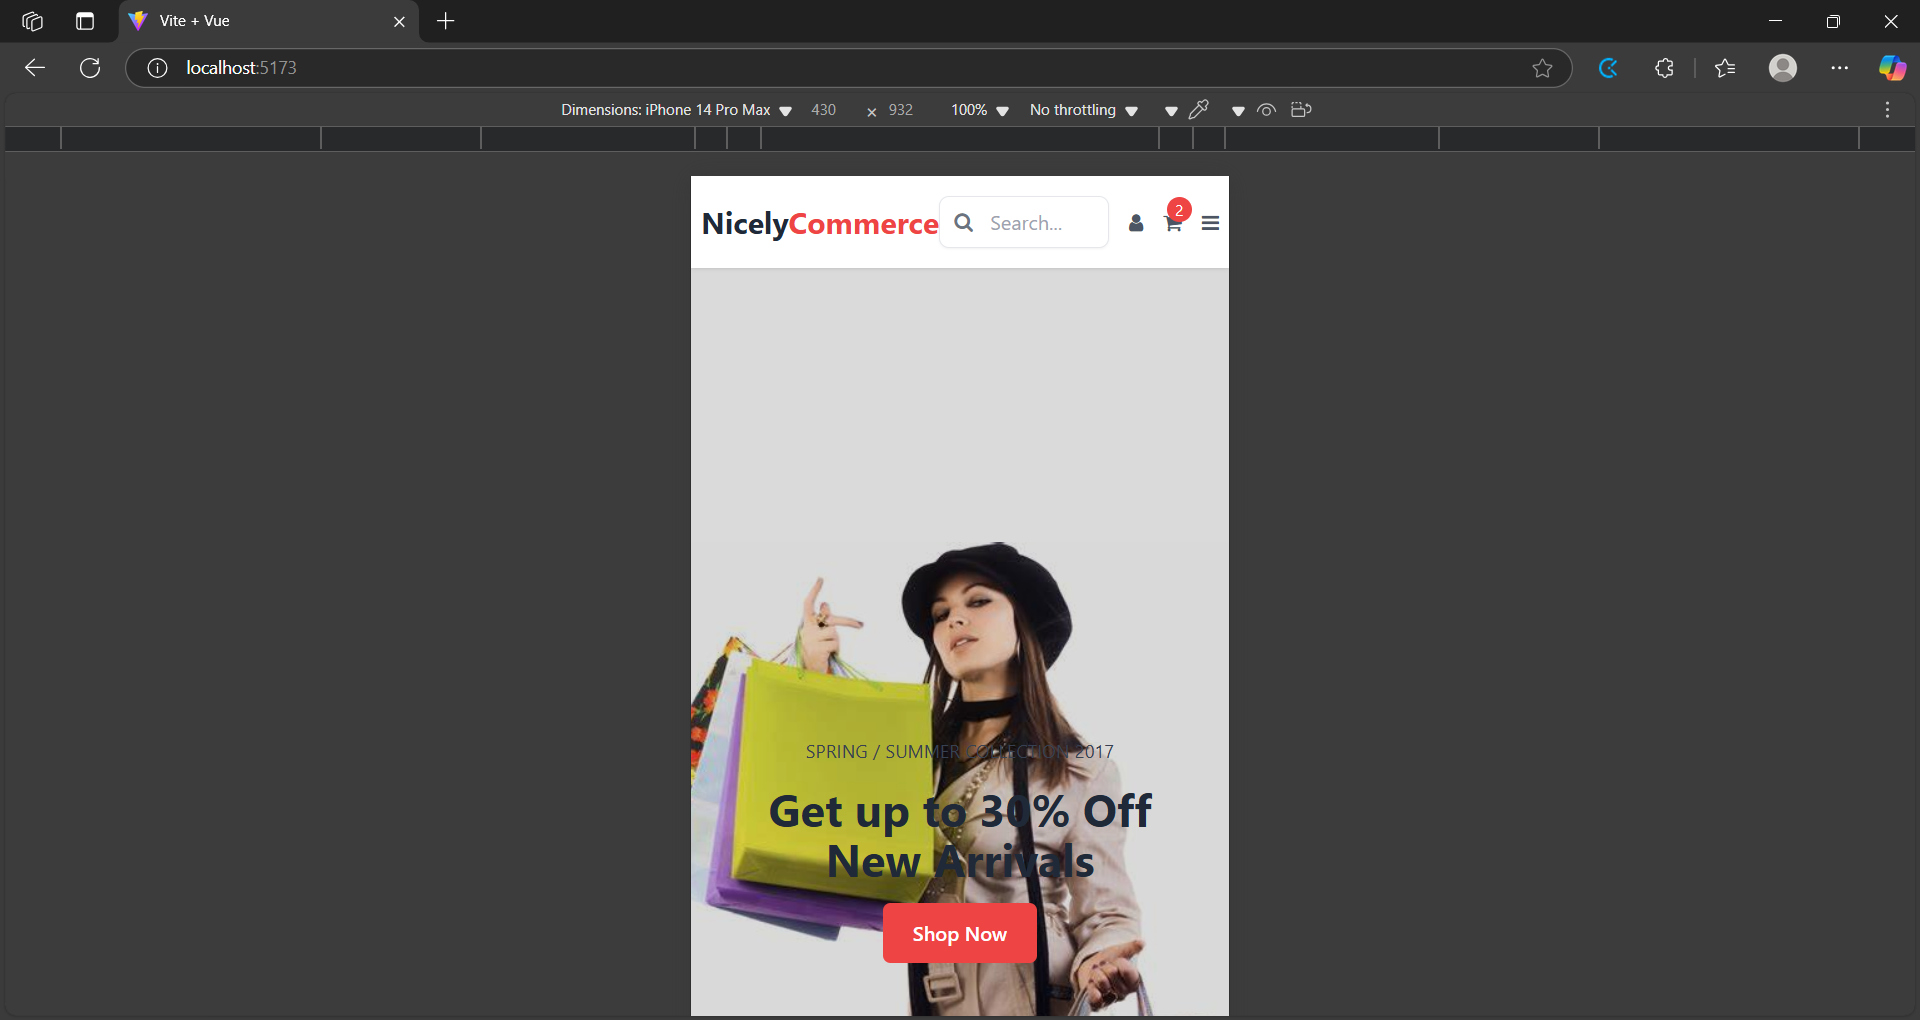 Vite + Vue
localhost:5173
Dimensions: iPhone 14 Pro Max 430 × 932 100% No throttling
NicelyCommerce Search... 2
SPRING / SUMMER COLLECTION 2017
Get up to 30% Off
New Arrivals
Shop Now